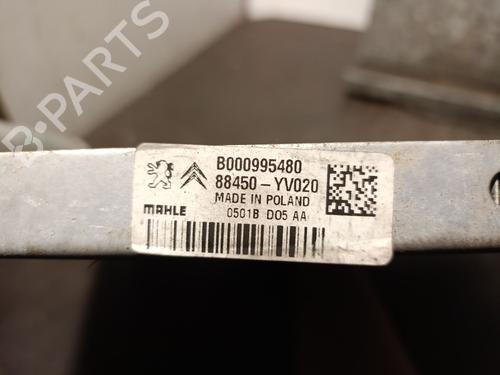 B000995480
88450-YV020
MADE IN POLAND
MAHLE
0501B D05 AA
B-PARTS